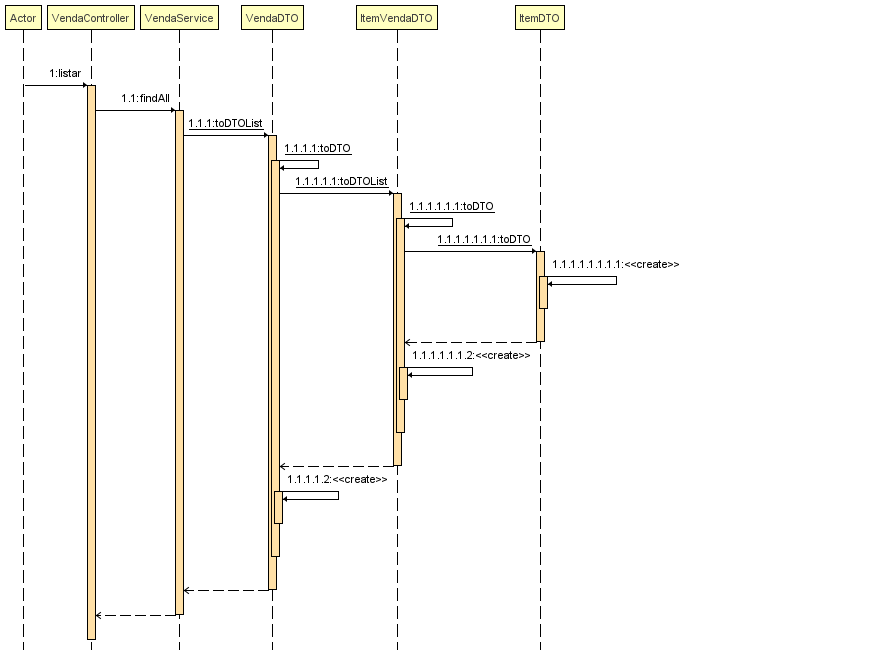 Actor
VendaController
VendaService
VendaDTO
ItemVendaDTO
ItemDTO
1:listar
1.1:findAll
1.1.1:toDTOList
1.1.1.1:toDTO
1.1.1.1.1:toDTOList
1.1.1.1.1.1:toDTO
1.1.1.1.1.1.1:toDTO
1.1.1.1.1.1.1.1:<<create>>
1.1.1.1.1.1.2:<<create>>
1.1.1.1.2:<<create>>